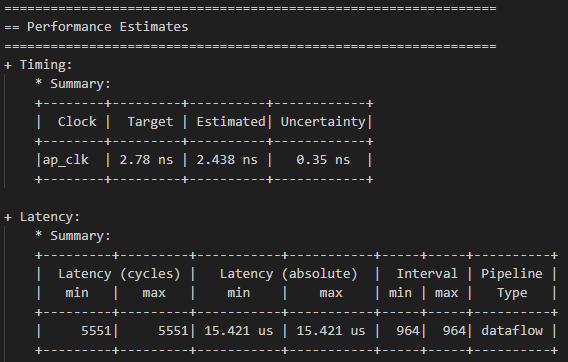 ================================================================
== Performance Estimates
================================================================
+ Timing:
    * Summary:
    +--------+---------+----------+------------+
    |  Clock |  Target | Estimated| Uncertainty|
    +--------+---------+----------+------------+
    |ap_clk  | 2.78 ns | 2.438 ns |   0.35 ns  |
    +--------+---------+----------+------------+

+ Latency:
    * Summary:
    +---------+---------+-----------+-----------+-----+-----+----------+
    |  Latency (cycles) |   Latency (absolute)  |  Interval | Pipeline |
    |   min   |   max   |    min    |    max    | min | max |   Type   |
    +---------+---------+-----------+-----------+-----+-----+----------+
    |     5551|     5551| 15.421 us | 15.421 us |  964|  964| dataflow |
    +---------+---------+-----------+-----------+-----+-----+----------+